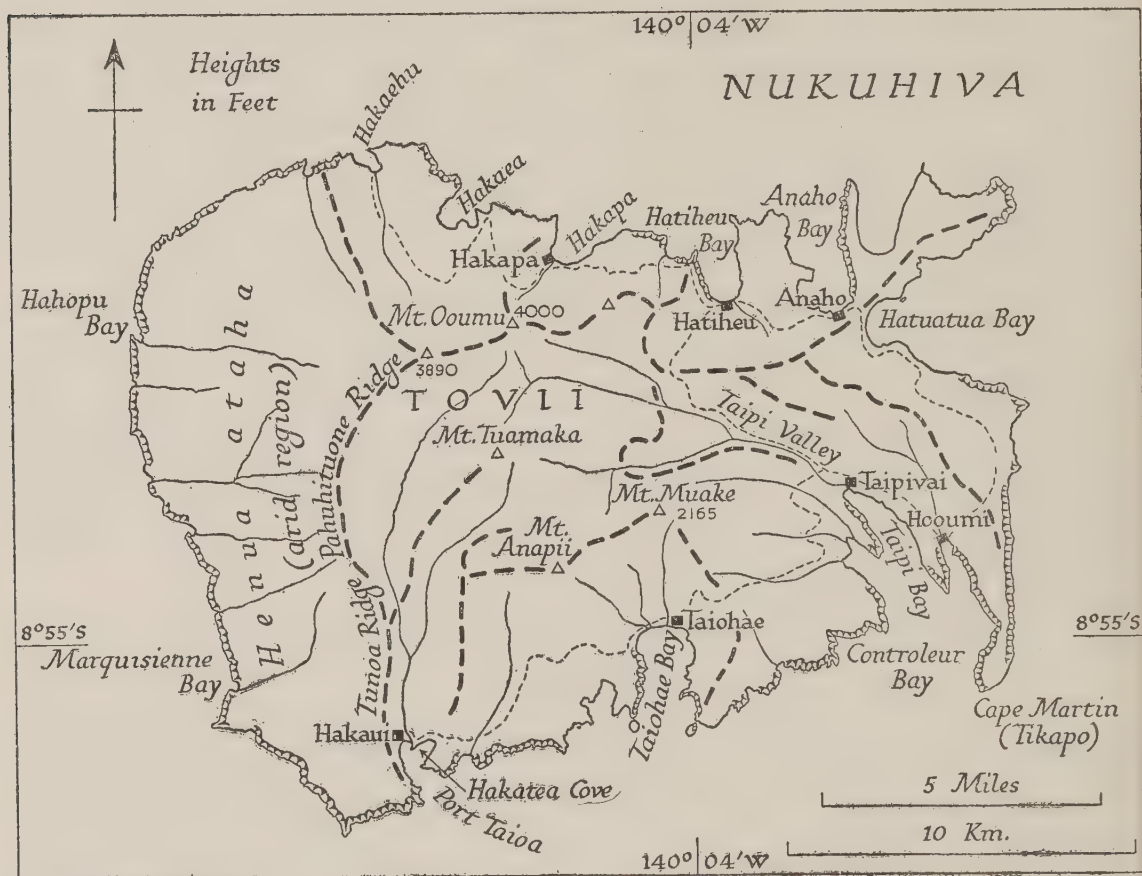 140° 04′W
Heights
in Feet
NUKUHIVA
Hakaehu
Hakaea
Hakapa
Hatiheu
Bay
Anaho
Bay
Hakapa
Hahopu
Bay
Mt. Ooumu
4000
Hatiheu
Anaho
Hatuatua Bay
3890
TOVII
Henua ataha
(arid region)
Pahuhituone Ridge
Mt. Tuamaka
Taipi Valley
Taipivai
Mt. Muake
2165
Hooumi
Mt.
Anapii
Taipi Bay
Tunoa Ridge
Taiohae
8°55′S
8°55′S
Marquisienne
Bay
Controleur
Bay
Taiohae Bay
Hakaui
Cape Martin
(Tikapo)
Hakatea Cove
Port Taioa
5 Miles
10 Km.
140° 04′W